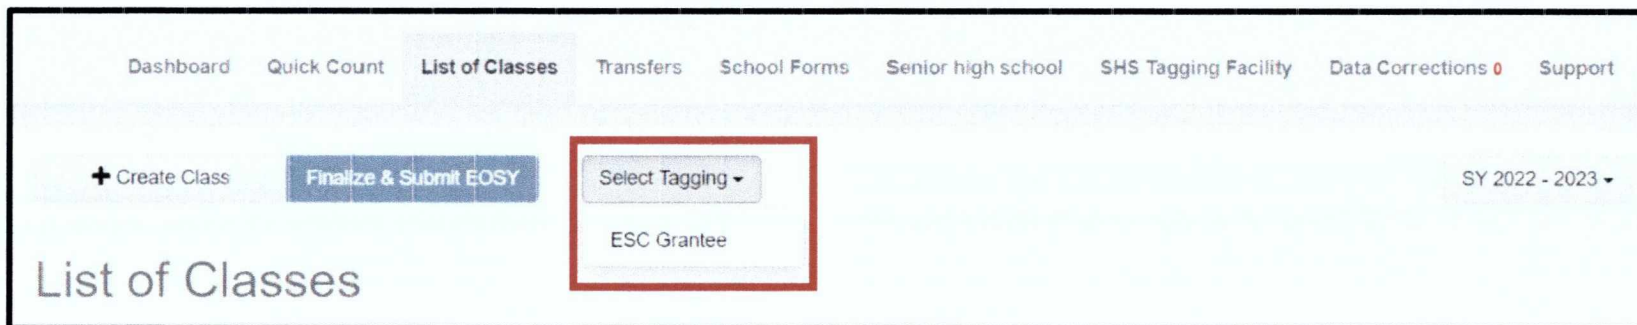 Dashboard Quick Count List of Classes Transfers School Forms Senior high school SHS Tagging Facility Data Corrections 0 Support
+ Create Class Finalize & Submit EOSY Select Tagging SY 2022 - 2023
ESC Grantee
List of Classes